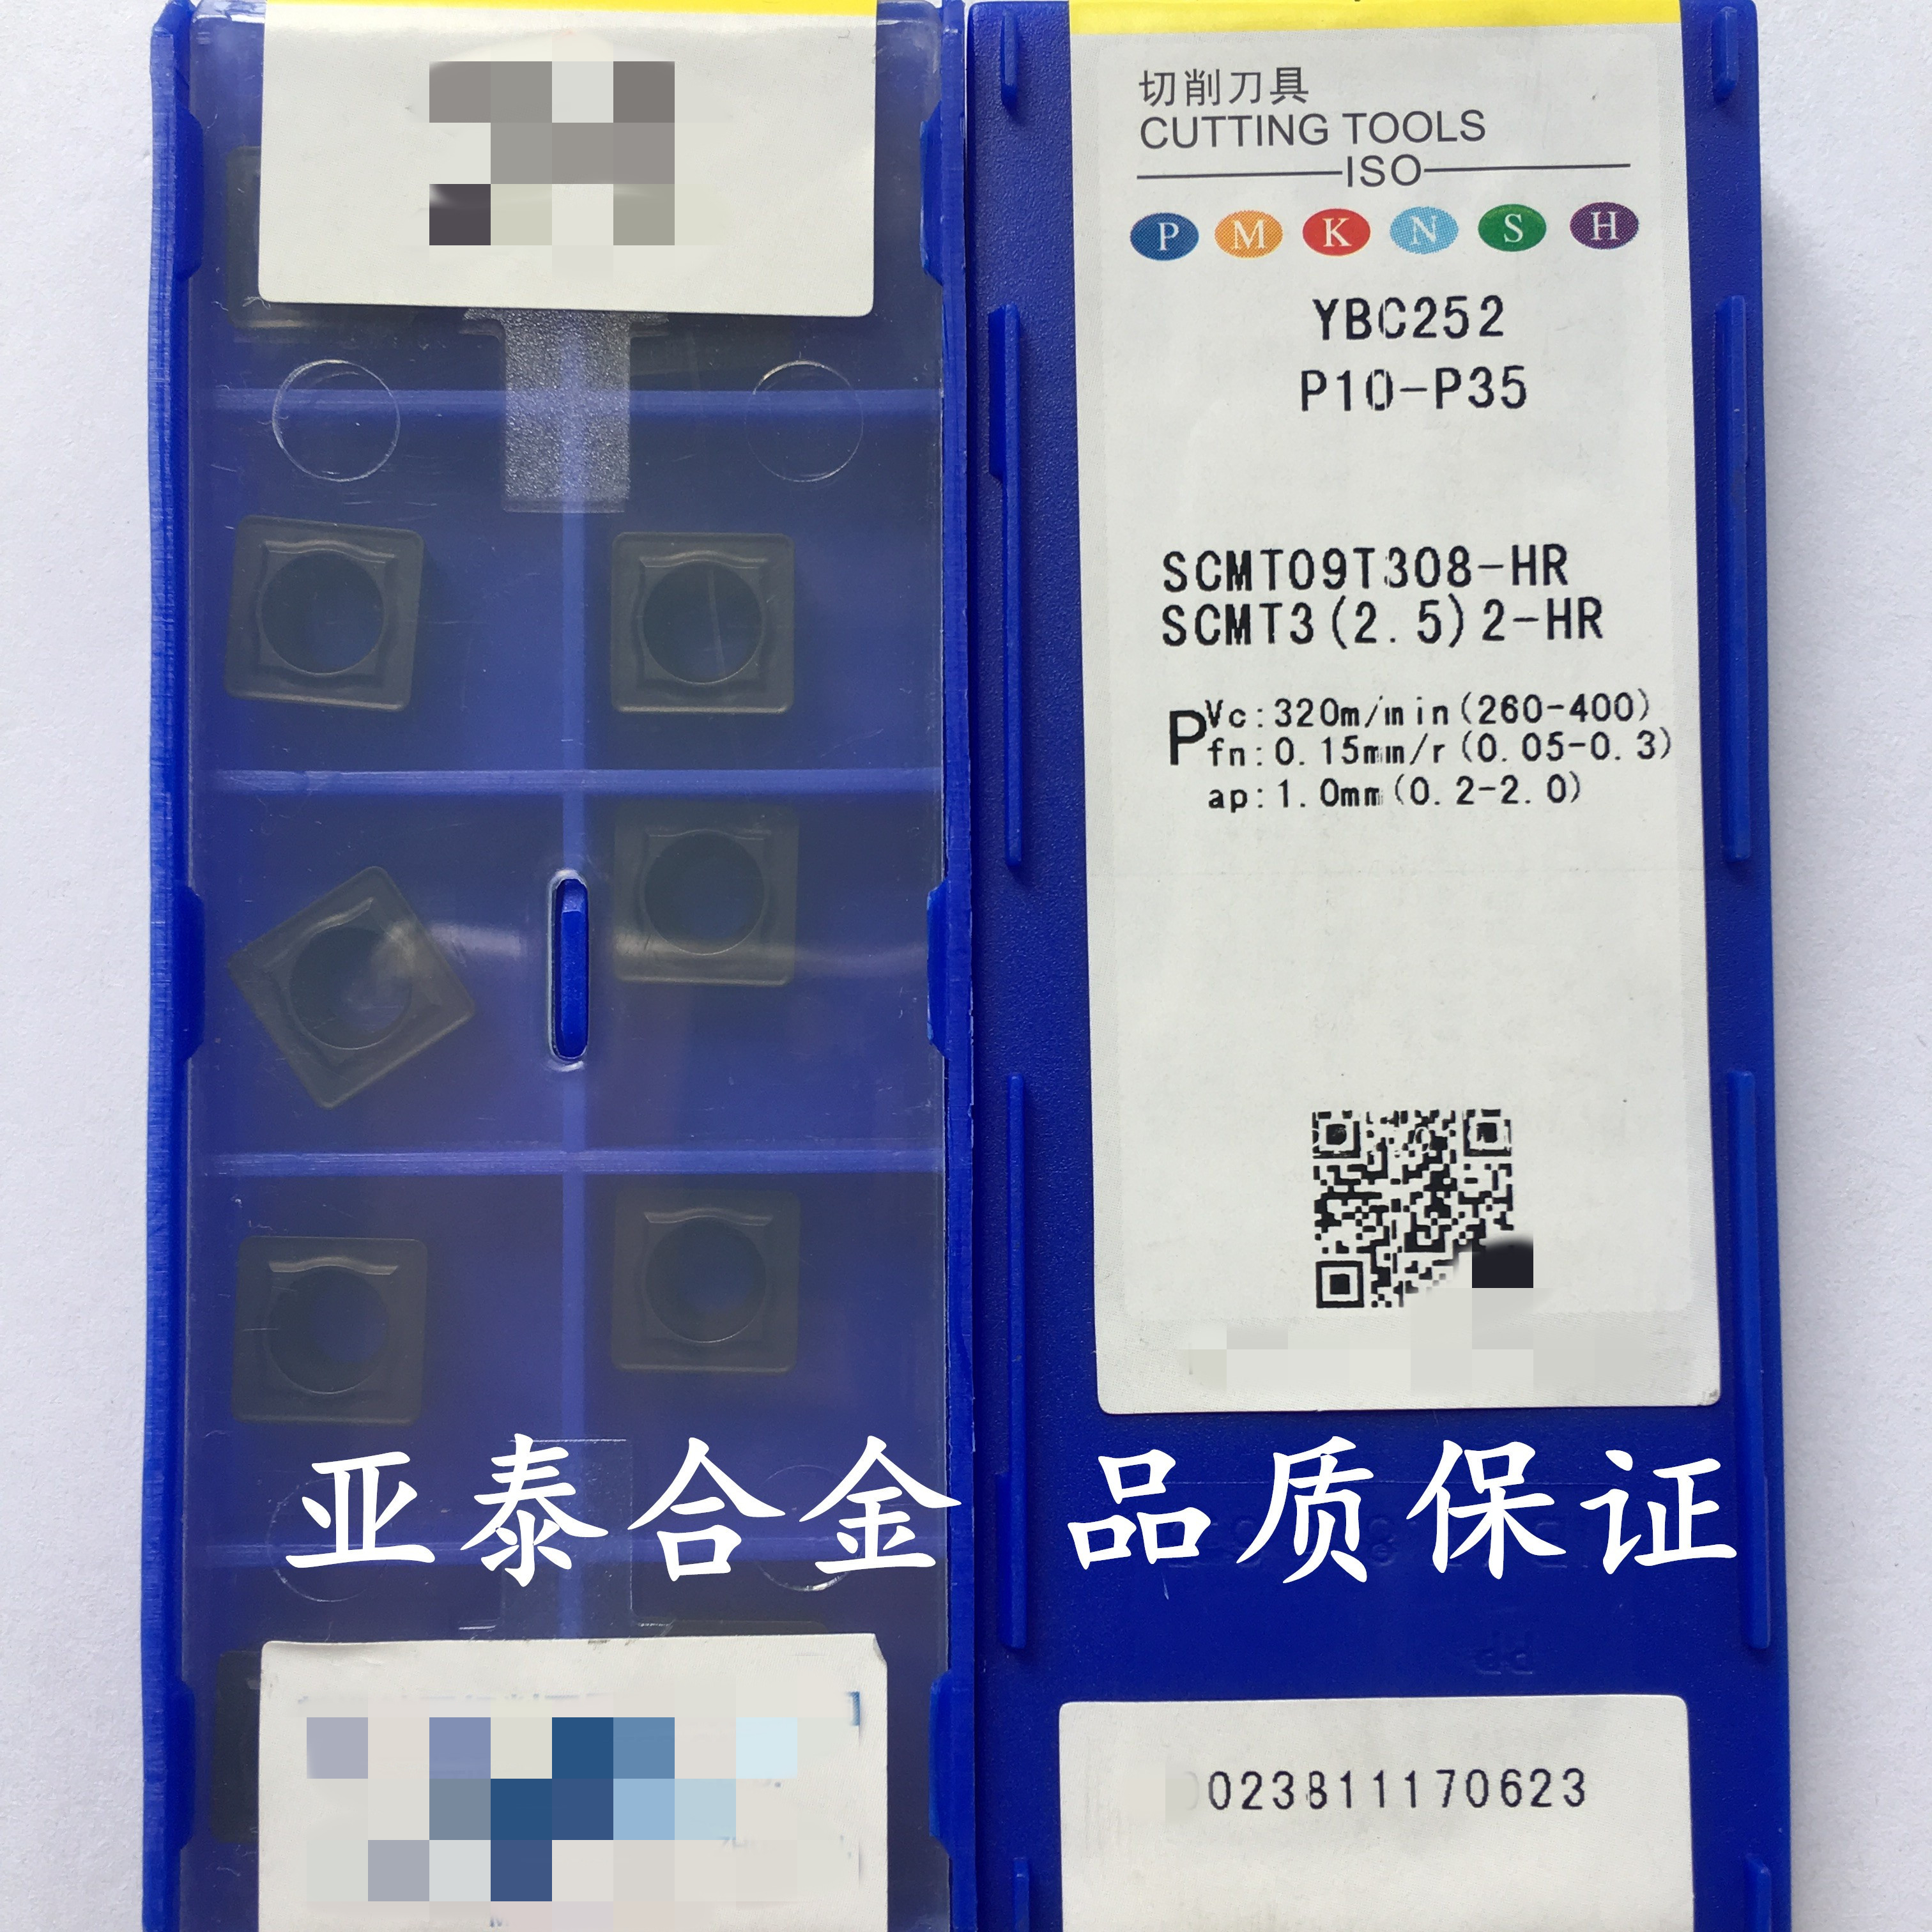 切削刀具
CUTTING TOOLS
ISO
P M K N S H
YBC252
P10-P35
SCMT09T308-HR
SCMT3(2.5)2-HR
P Vc:320m/min(260-400)
fn:0.15mm/r(0.05-0.3)
ap:1.0mm(0.2-2.0)
亚泰合金 品质保证
PP
023811170623